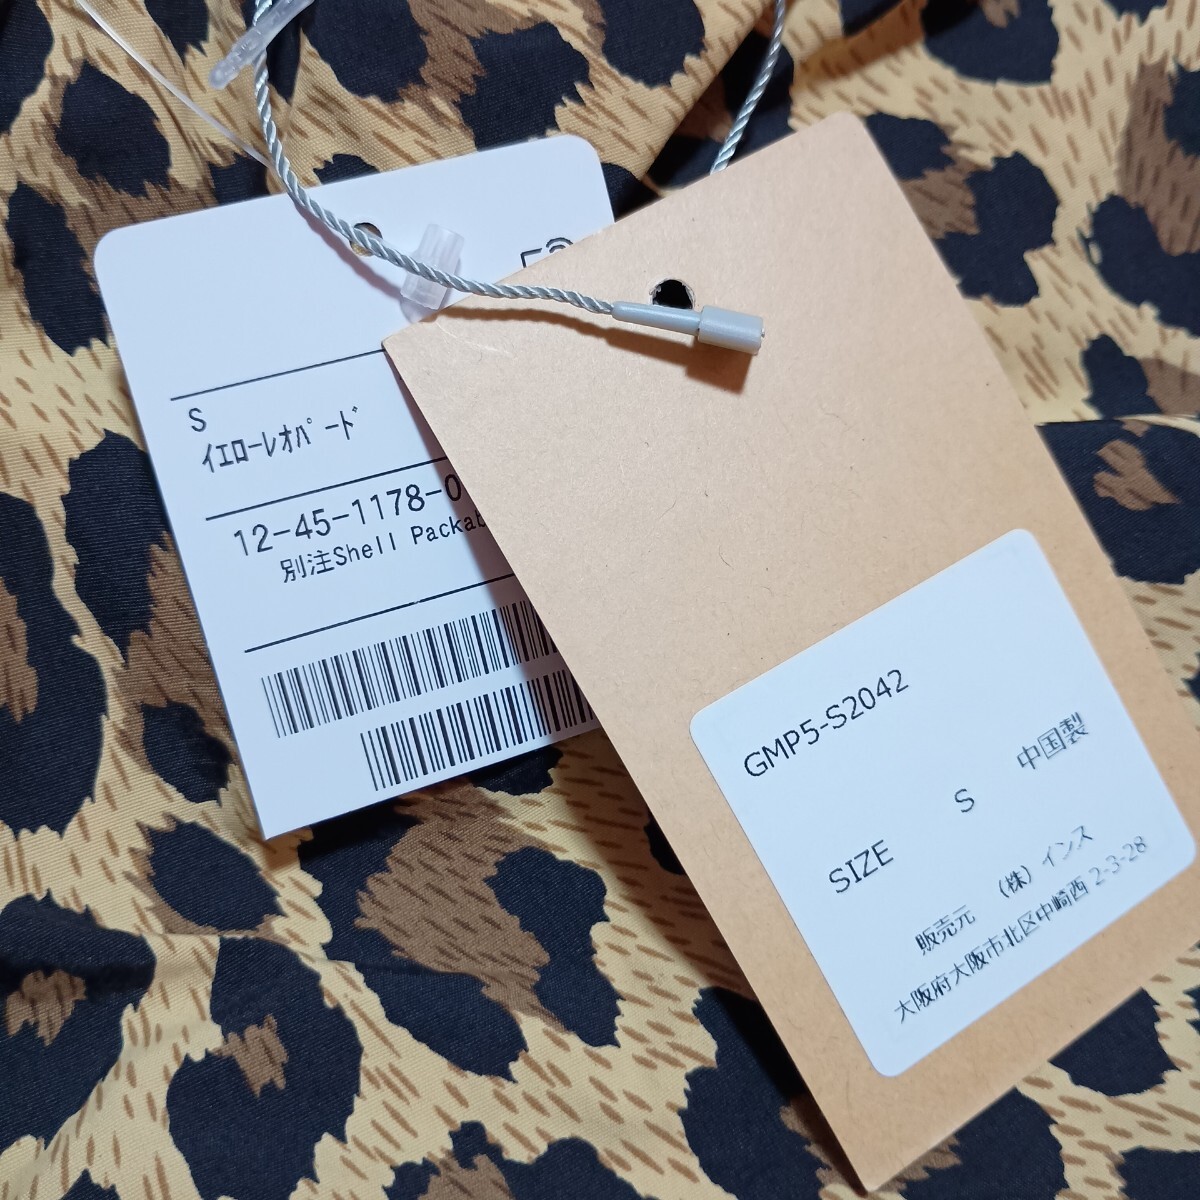 S
ｲｴﾛｰﾚｵﾊﾟｰﾄﾞ
12-45-1178-0
別注Shell Packab
GMP5-S2042
SIZE S 中国製
販売元 (株) インス
大阪府大阪市北区中崎西 2-3-28